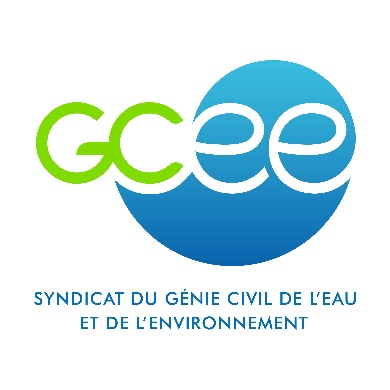 GCee
SYNDICAT DU GÉNIE CIVIL DE L'EAU
ET DE L'ENVIRONNEMENT